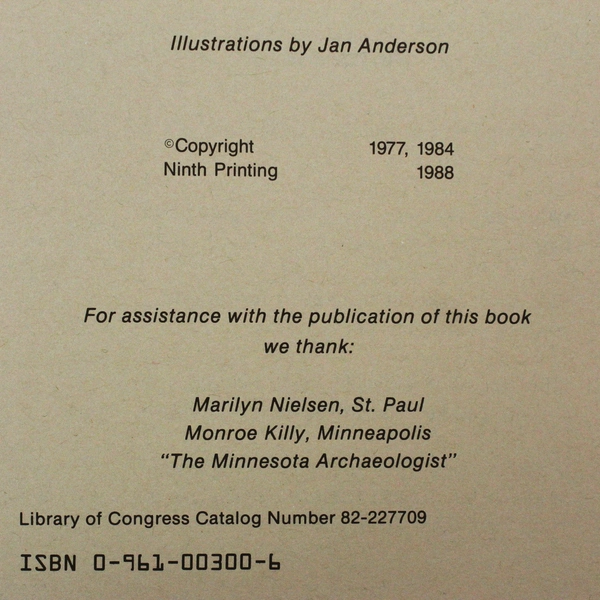 Illustrations by Jan Anderson
©Copyright 1977, 1984
Ninth Printing 1988
For assistance with the publication of this book
we thank:
Marilyn Nielsen, St. Paul
Monroe Killy, Minneapolis
“The Minnesota Archaeologist”
Library of Congress Catalog Number 82-227709
ISBN 0-961-00300-6